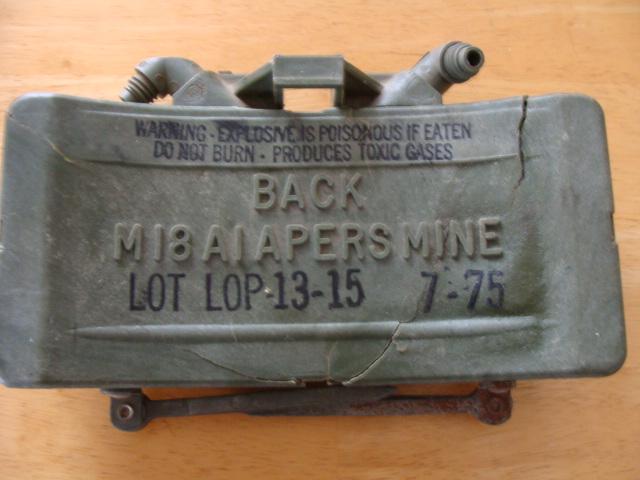 WARNING - EXPLOSIVE IS POISONOUS IF EATEN
DO NOT BURN - PRODUCES TOXIC GASES
BACK
M18 A1 APERS MINE
LOT LOP-13-15 7-75